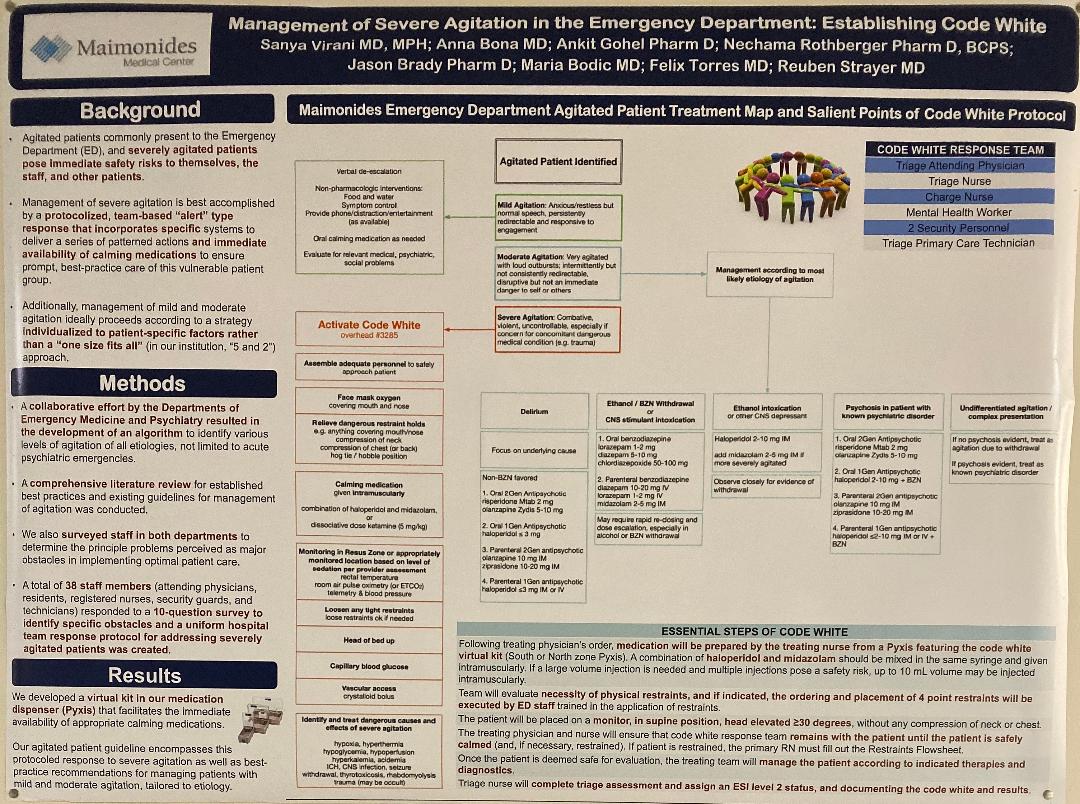 Maimonides
Medical Center
Management of Severe Agitation in the Emergency Department: Establishing Code White
Sanya Virani MD, MPH; Anna Bona MD; Ankit Gohel Pharm D; Nechama Rothberger Pharm D, BCPS;
Jason Brady Pharm D; Maria Bodic MD; Felix Torres MD; Reuben Strayer MD
Background
· Agitated patients commonly present to the Emergency
Department (ED), and severely agitated patients
pose immediate safety risks to themselves, the
staff, and other patients.
· Management of severe agitation is best accomplished
by a protocolized, team-based “alert” type
response that incorporates specific systems to
deliver a series of patterned actions and immediate
availability of calming medications to ensure
prompt, best-practice care of this vulnerable patient
group.
· Additionally, management of mild and moderate
agitation ideally proceeds according to a strategy
individualized to patient-specific factors rather
than a “one size fits all” (in our institution, “5 and 2”)
approach.
Methods
· A collaborative effort by the Departments of
Emergency Medicine and Psychiatry resulted in
the development of an algorithm to identify various
levels of agitation of all etiologies, not limited to acute
psychiatric emergencies.
· A comprehensive literature review for established
best practices and existing guidelines for management
of agitation was conducted.
· We also surveyed staff in both departments to
determine the principle problems perceived as major
obstacles in implementing optimal patient care.
· A total of 38 staff members (attending physicians,
residents, registered nurses, security guards, and
technicians) responded to a 10-question survey to
identify specific obstacles and a uniform hospital
team response protocol for addressing severely
agitated patients was created.
Results
We developed a virtual kit in our medication
dispenser (Pyxis) that facilitates the immediate
availability of appropriate calming medications.
Our agitated patient guideline encompasses this
protocoled response to severe agitation as well as best-
practice recommendations for managing patients with
mild and moderate agitation, tailored to etiology.
Maimonides Emergency Department Agitated Patient Treatment Map and Salient Points of Code White Protocol
Verbal de-escalation
Non-pharmacologic interventions:
Food and water
Symptom control
Provide phone/distraction/entertainment
(as available)
Oral calming medication as needed
Evaluate for relevant medical, psychiatric,
social problems
Agitated Patient Identified
Mild Agitation: Anxious/restless but
normal speech, persistently
redirectable and responsive to
engagement
Moderate Agitation: Very agitated
with loud outbursts; intermittently but
not consistently redirectable,
disruptive but not an immediate
danger to self or others
Severe Agitation: Combative,
violent, uncontrollable, especially if
concern for concomitant dangerous
medical condition (e.g. trauma)
Management according to most
likely etiology of agitation
CODE WHITE RESPONSE TEAM
Triage Attending Physician
Triage Nurse
Charge Nurse
Mental Health Worker
2 Security Personnel
Triage Primary Care Technician
Activate Code White
overhead #3285
Assemble adequate personnel to safely
approach patient
Face mask oxygen
covering mouth and nose
Relieve dangerous restraint holds
e.g. anything covering mouth/nose
compression of neck
compression of chest (or back)
hog tie / hobble position
Calming medication
given intramuscularly
combination of haloperidol and midazolam,
or
dissociative dose ketamine (5 mg/kg)
Monitoring in Resus Zone or appropriately
monitored location based on level of
sedation per provider assessment
rectal temperature
room air pulse oximetry (or ETCO2)
telemetry & blood pressure
Loosen any tight restraints
loose restraints ok if needed
Head of bed up
Capillary blood glucose
Vascular access
crystalloid bolus
Identify and treat dangerous causes and
effects of severe agitation
hypoxia, hyperthermia
hypoglycemia, hypoperfusion
hyperkalemia, acidemia
ICH, CNS infection, seizure
withdrawal, thyrotoxicosis, rhabdomyolysis
trauma (may be occult)
Delirium
Focus on underlying cause
Non-BZN favored
1. Oral 2Gen Antipsychotic
risperidone Mtab 2 mg
olanzapine Zydis 5-10 mg
2. Oral 1Gen Antipsychotic
haloperidol ≤ 3 mg
3. Parenteral 2Gen antipsychotic
olanzapine 10 mg IM
ziprasidone 10-20 mg IM
4. Parenteral 1Gen antipsychotic
haloperidol ≤3 mg IM or IV
Ethanol / BZN Withdrawal
or
CNS stimulant intoxication
1. Oral benzodiazepine
lorazepam 1-2 mg
diazepam 5-10 mg
chlordiazepoxide 50-100 mg
2. Parenteral benzodiazepine
diazepam 10-20 mg IV
lorazepam 1-2 mg IV
midazolam 2-5 mg IM
May require rapid re-dosing and
dose escalation, especially in
alcohol or BZN withdrawal
Ethanol intoxication
or other CNS depressant
Haloperidol 2-10 mg IM
add midazolam 2-5 mg IM if
more severely agitated
Observe closely for evidence of
withdrawal
Psychosis in patient with
known psychiatric disorder
1. Oral 2Gen Antipsychotic
risperidone Mtab 2 mg
olanzapine Zydis 5-10 mg
2. Oral 1Gen Antipsychotic
haloperidol 2-10 mg + BZN
3. Parenteral 2Gen antipsychotic
olanzapine 10 mg IM
ziprasidone 10-20 mg IM
4. Parenteral 1Gen antipsychotic
haloperidol ≤2-10 mg IM or IV +
BZN
Undifferentiated agitation /
complex presentation
If no psychosis evident, treat as
agitation due to withdrawal
If psychosis evident, treat as
known psychiatric disorder
ESSENTIAL STEPS OF CODE WHITE
Following treating physician's order, medication will be prepared by the treating nurse from a Pyxis featuring the code white
virtual kit (South or North zone Pyxis). A combination of haloperidol and midazolam should be mixed in the same syringe and given
intramuscularly. If a large volume injection is needed and multiple injections pose a safety risk, up to 10 mL volume may be injected
intramuscularly.
Team will evaluate necessity of physical restraints, and if indicated, the ordering and placement of 4 point restraints will be
executed by ED staff trained in the application of restraints.
The patient will be placed on a monitor, in supine position, head elevated ≥30 degrees, without any compression of neck or chest.
The treating physician and nurse will ensure that code white response team remains with the patient until the patient is safely
calmed (and, if necessary, restrained). If patient is restrained, the primary RN must fill out the Restraints Flowsheet.
Once the patient is deemed safe for evaluation, the treating team will manage the patient according to indicated therapies and
diagnostics.
Triage nurse will complete triage assessment and assign an ESI level 2 status, and documenting the code white and results.